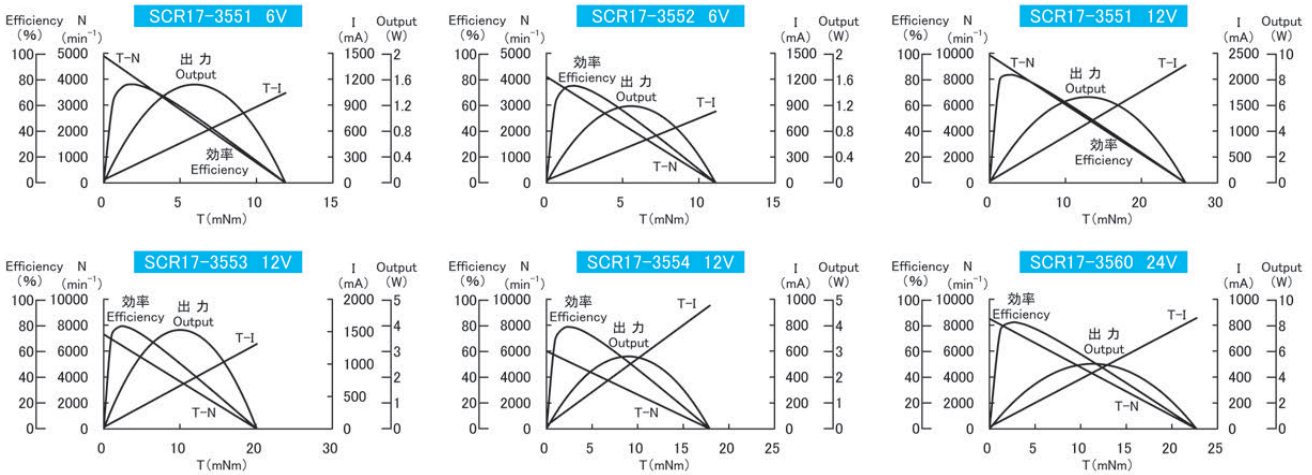 SCR17-3551 6V
Efficiency N I Output
(%) (min⁻¹) (mA) (W)
100 5000 1500 2
80 4000 1200 1.6
60 3000 900 1.2
40 2000 600 0.8
20 1000 300 0.4
0 0 0 0
T-N
出力
Output
T-I
効率
Efficiency
0 5 10 15
T(mNm)
SCR17-3552 6V
Efficiency N I Output
(%) (min⁻¹) (mA) (W)
100 5000 1500 2
80 4000 1200 1.6
60 3000 900 1.2
40 2000 600 0.8
20 1000 300 0.4
0 0 0 0
効率
Efficiency
出力
Output
T-I
T-N
0 5 10 15
T(mNm)
SCR17-3551 12V
Efficiency N I Output
(%) (min⁻¹) (mA) (W)
100 10000 2500 10
80 8000 2000 8
60 6000 1500 6
40 4000 1000 4
20 2000 500 2
0 0 0 0
T-N
出力
Output
T-I
効率
Efficiency
0 10 20 30
T(mNm)
SCR17-3553 12V
Efficiency N I Output
(%) (min⁻¹) (mA) (W)
100 10000 2000 5
80 8000 1500 4
60 6000 1000 3
40 4000 500 2
20 2000 0 1
0 0 0
効率
Efficiency
出力
Output
T-I
T-N
0 10 20 30
T(mNm)
SCR17-3554 12V
Efficiency N I Output
(%) (min⁻¹) (mA) (W)
100 10000 1000 5
80 8000 800 4
60 6000 600 3
40 4000 400 2
20 2000 200 1
0 0 0 0
効率
Efficiency
出力
Output
T-I
T-N
0 5 10 15 20 25
T(mNm)
SCR17-3560 24V
Efficiency N I Output
(%) (min⁻¹) (mA) (W)
100 10000 1000 10
80 8000 800 8
60 6000 600 6
40 4000 400 4
20 2000 200 2
0 0 0 0
効率
Efficiency
出力
Output
T-I
T-N
0 5 10 15 20 25
T(mNm)